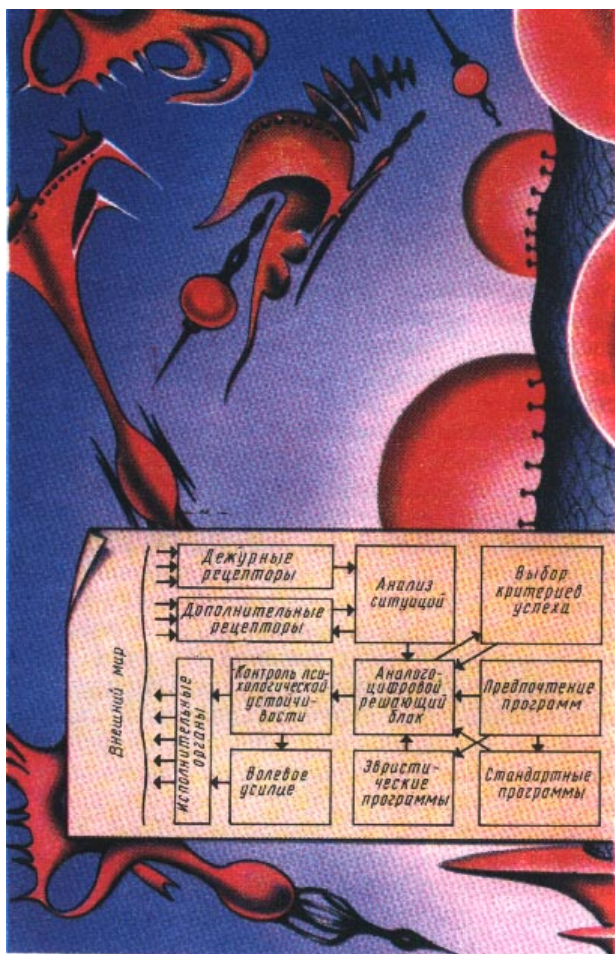 Внешний мир
Дежурные
рецепторы
Дополнительные
рецепторы
Анализ
ситуаций
Выбор
критериев
успеха
исполнительные
органы
Контроль пси-
хологической
устойчи-
вости
Аналого-
цифровой
решающий
блок
Предпочтение
программ
Волевое
усилие
Эвристи-
ческие
программы
Стандартные
программы